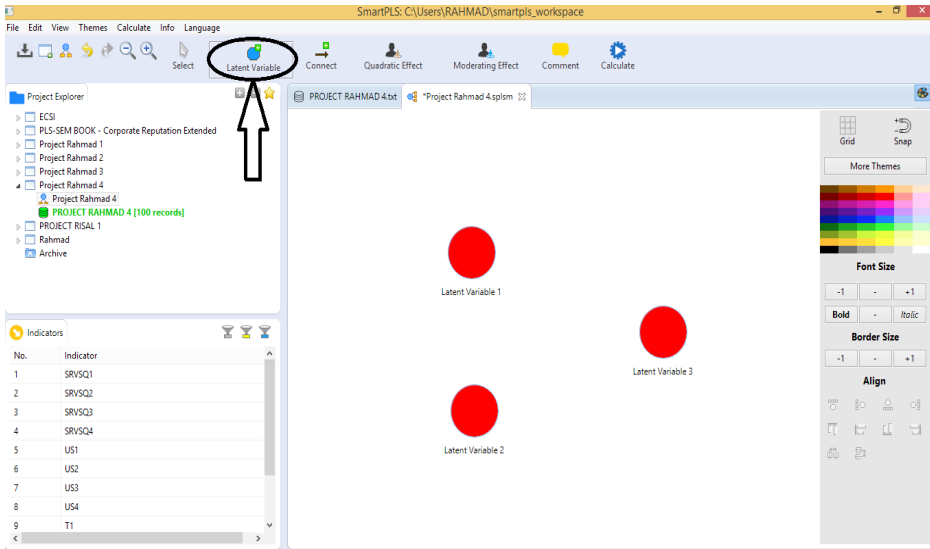 SmartPLS: C:\Users\RAHMAD\smartpls_workspace
File Edit View Themes Calculate Info Language
Select Latent Variable Connect Quadratic Effect Moderating Effect Comment Calculate
Project Explorer
ECSI
PLS-SEM BOOK - Corporate Reputation Extended
Project Rahmad 1
Project Rahmad 2
Project Rahmad 3
Project Rahmad 4
Project Rahmad 4
PROJECT RAHMAD 4 [100 records]
PROJECT RISAL 1
Rahmad
Archive
Indicators
No. Indicator
1 SRVSQ1
2 SRVSQ2
3 SRVSQ3
4 SRVSQ4
5 US1
6 US2
7 US3
8 US4
9 T1
PROJECT RAHMAD 4.txt *Project Rahmad 4.splsm
Latent Variable 1
Latent Variable 3
Latent Variable 2
Grid Snap
More Themes
Font Size
-1 - +1
Bold - Italic
Border Size
-1 - +1
Align